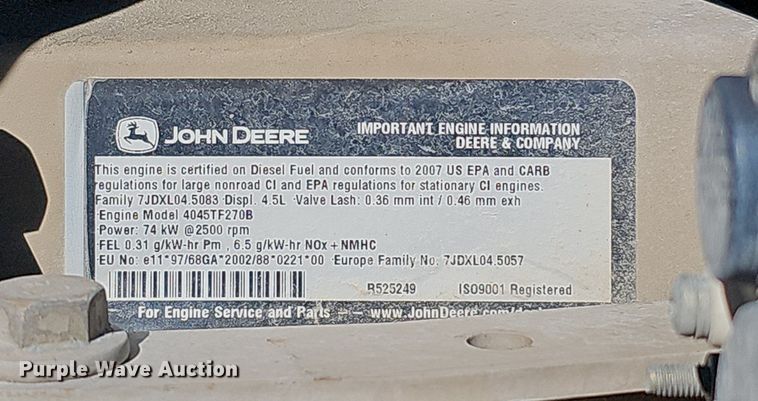 JOHN DEERE
IMPORTANT ENGINE INFORMATION
DEERE & COMPANY
This engine is certified on Diesel Fuel and conforms to 2007 US EPA and CARB
regulations for large nonroad CI and EPA regulations for stationary CI engines.
Family 7JDXL04.5083 Displ. 4.5L Valve Lash: 0.36 mm int / 0.46 mm exh
Engine Model 4045TF270B
Power: 74 kW @2500 rpm
FEL 0.31 g/kW-hr Pm , 6.5 g/kW-hr NOx + NMHC
EU No: e11*97/68GA*2002/88*0221*00 Europe Family No. 7JDXL04.5057
R525249 ISO9001 Registered
For Engine Service and Parts — www.JohnDeere.com
Purple Wave Auction